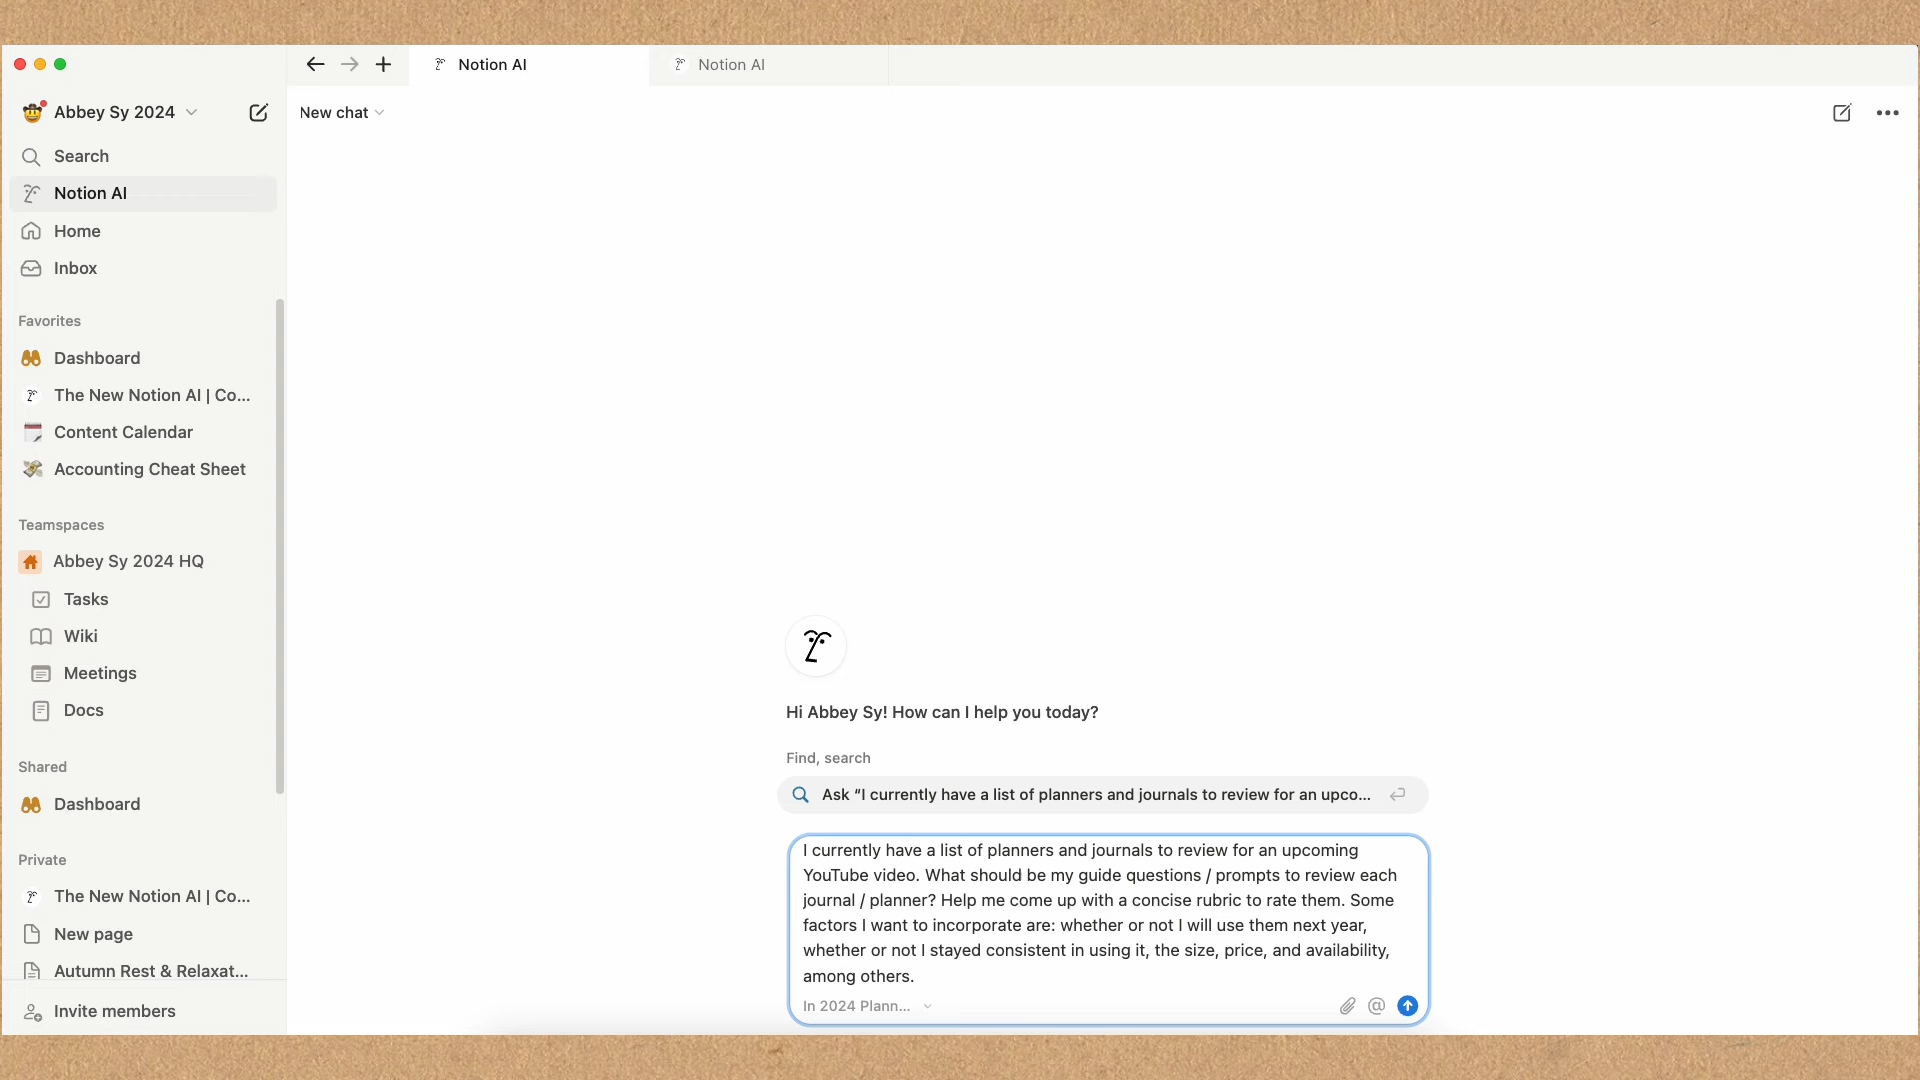 Notion AI
Notion AI
Abbey Sy 2024
New chat
Search
Notion AI
Home
Inbox
Favorites
Dashboard
The New Notion AI | Co...
Content Calendar
Accounting Cheat Sheet
Teamspaces
Abbey Sy 2024 HQ
Tasks
Wiki
Meetings
Docs
Shared
Dashboard
Private
The New Notion AI | Co...
New page
Autumn Rest & Relaxat...
Invite members
Hi Abbey Sy! How can I help you today?
Find, search
Ask “I currently have a list of planners and journals to review for an upco...
I currently have a list of planners and journals to review for an upcoming
YouTube video. What should be my guide questions / prompts to review each
journal / planner? Help me come up with a concise rubric to rate them. Some
factors I want to incorporate are: whether or not I will use them next year,
whether or not I stayed consistent in using it, the size, price, and availability,
among others.
In 2024 Plann...